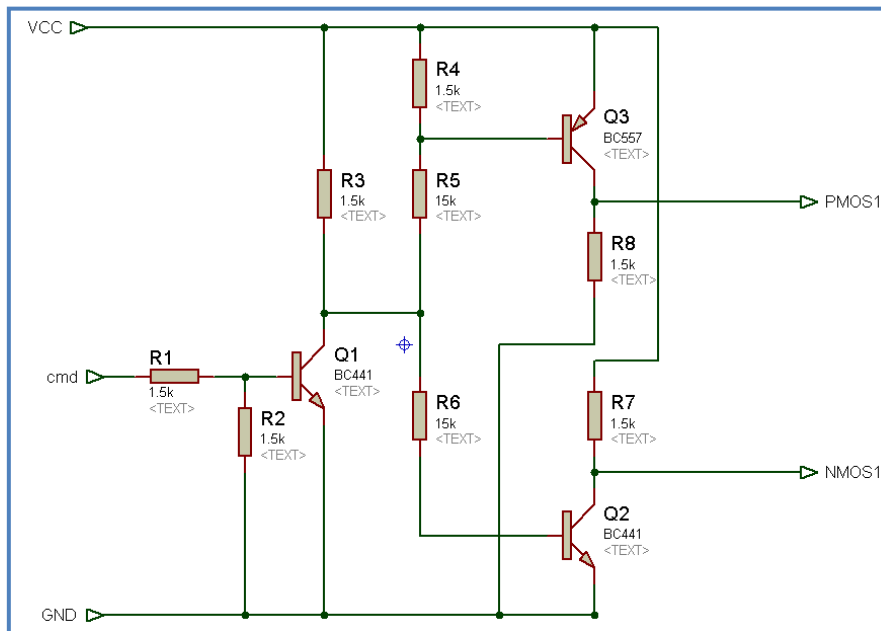 VCC
R4
1.5k
<TEXT>
Q3
BC557
<TEXT>
R3
1.5k
<TEXT>
R5
15k
<TEXT>
PMOS1
R8
1.5k
<TEXT>
cmd
R1
1.5k
<TEXT>
Q1
BC441
<TEXT>
R2
1.5k
<TEXT>
R6
15k
<TEXT>
R7
1.5k
<TEXT>
NMOS1
Q2
BC441
<TEXT>
GND